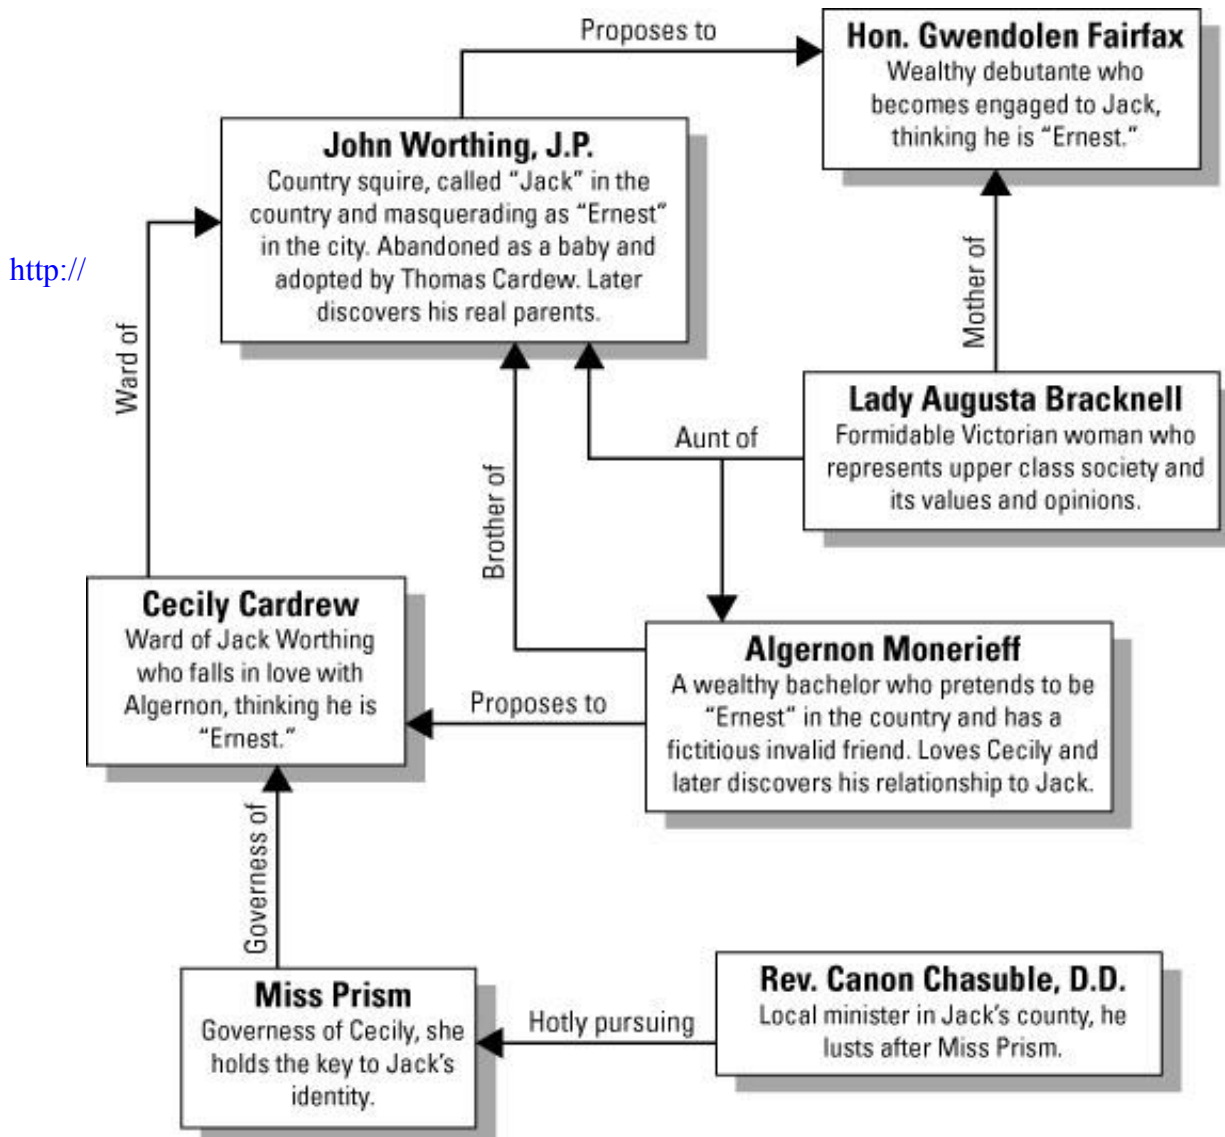 Proposes to
Hon. Gwendolen Fairfax
Wealthy debutante who
becomes engaged to Jack,
thinking he is “Ernest.”
John Worthing, J.P.
Country squire, called “Jack” in the
country and masquerading as “Ernest”
in the city. Abandoned as a baby and
adopted by Thomas Cardew. Later
discovers his real parents.
http://
Ward of
Mother of
Lady Augusta Bracknell
Formidable Victorian woman who
represents upper class society and
its values and opinions.
Aunt of
Brother of
Cecily Cardrew
Ward of Jack Worthing
who falls in love with
Algernon, thinking he is
“Ernest.”
Algernon Monerieff
A wealthy bachelor who pretends to be
“Ernest” in the country and has a
fictitious invalid friend. Loves Cecily and
later discovers his relationship to Jack.
Proposes to
Governess of
Miss Prism
Governess of Cecily, she
holds the key to Jack’s
identity.
Hotly pursuing
Rev. Canon Chasuble, D.D.
Local minister in Jack’s county, he
lusts after Miss Prism.